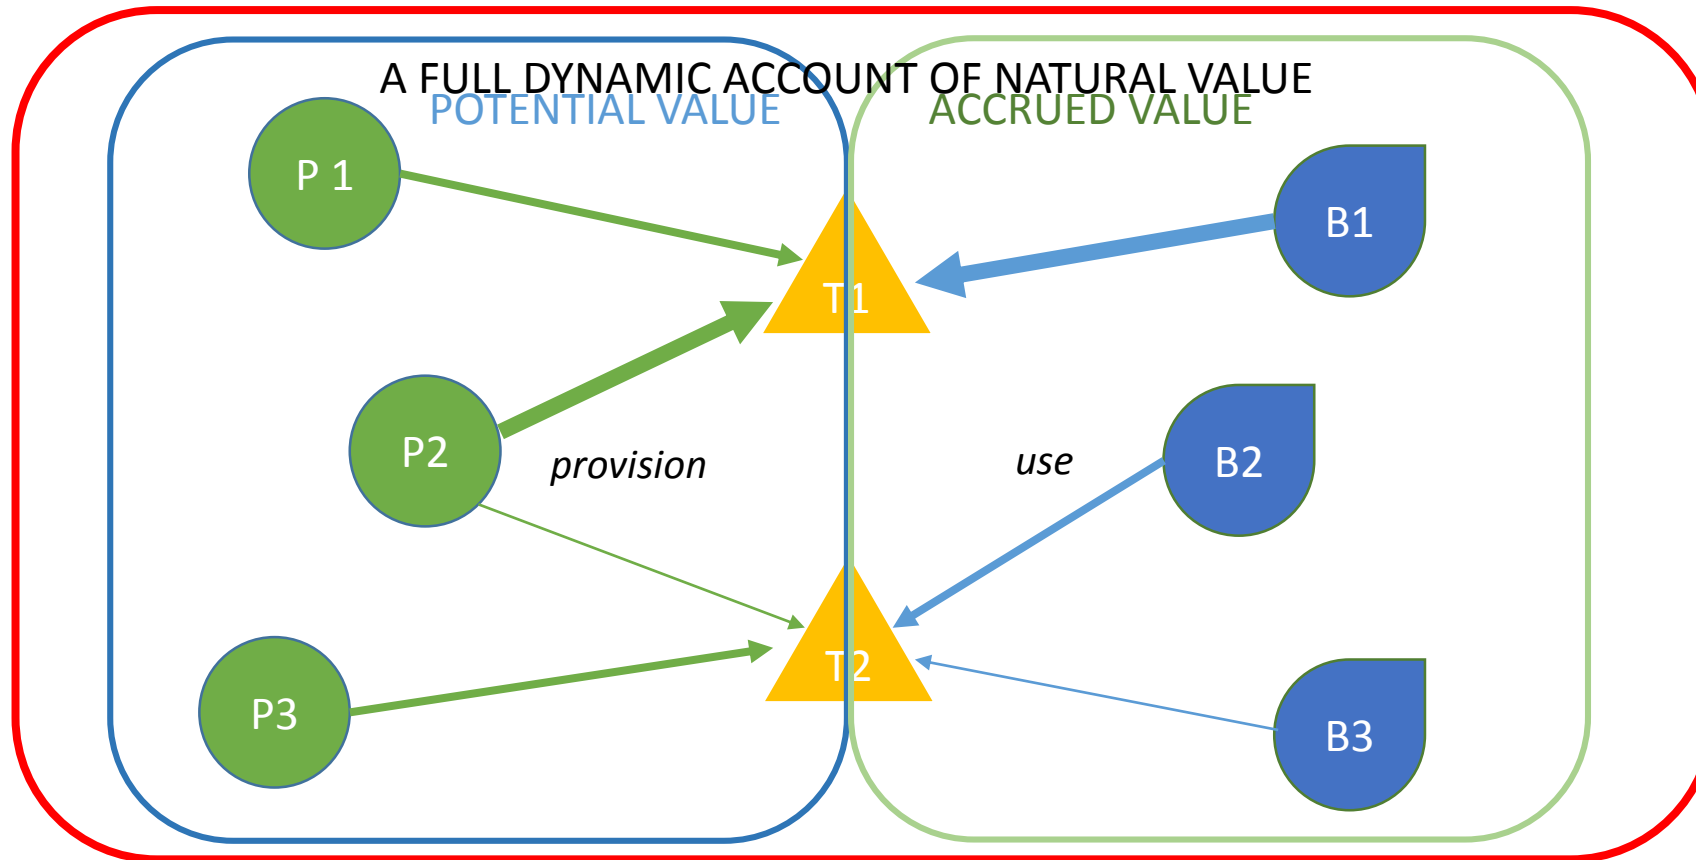 A FULL DYNAMIC ACCOUNT OF NATURAL VALUE
POTENTIAL VALUE
ACCRUED VALUE
P 1
B1
T1
P2
provision
use
B2
T2
P3
B3